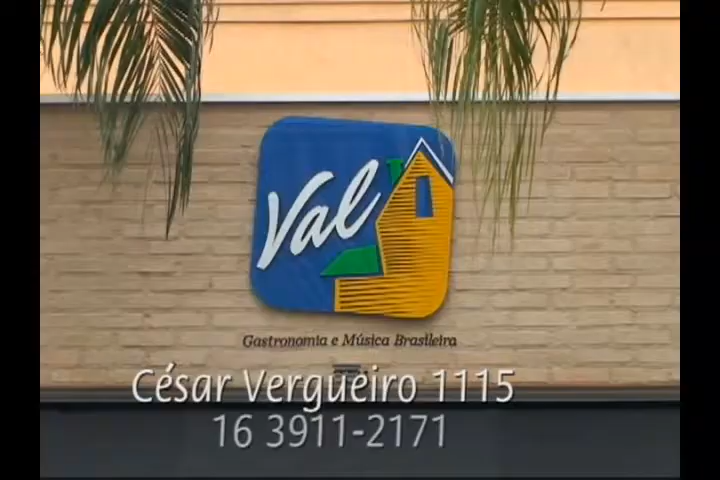 Val
Gastronomia e Música Brasileira
César Vergueiro 1115
16 3911-2171